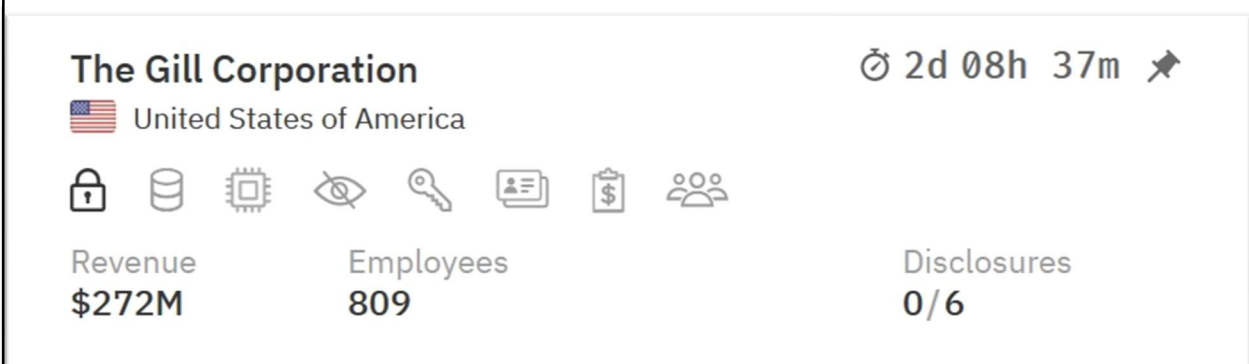 The Gill Corporation
2d 08h 37m
United States of America
$
Revenue
Employees
Disclosures
$272M
809
0/6